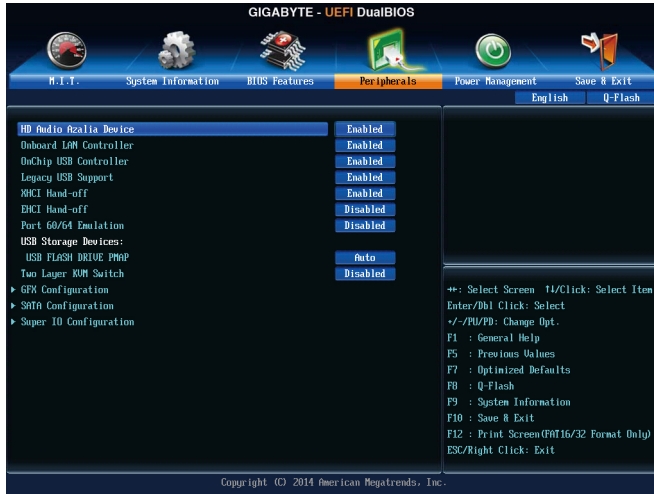 GIGABYTE - UEFI DualBIOS
M.I.T. System Information BIOS Features Peripherals Power Management Save & Exit
English Q-Flash
HD Audio Azalia Device Enabled
Onboard LAN Controller Enabled
OnChip USB Controller Enabled
Legacy USB Support Enabled
XHCI Hand-off Enabled
EHCI Hand-off Disabled
Port 60/64 Emulation Disabled
USB Storage Devices:
USB FLASH DRIVE PMAP Auto
Two Layer KVM Switch Disabled
GFX Configuration
SATA Configuration
Super IO Configuration
→←: Select Screen ↑↓/Click: Select Item
Enter/Dbl Click: Select
+/-/PU/PD: Change Opt.
F1 : General Help
F5 : Previous Values
F7 : Optimized Defaults
F8 : Q-Flash
F9 : System Information
F10 : Save & Exit
F12 : Print Screen(FAT16/32 Format Only)
ESC/Right Click: Exit
Copyright (C) 2014 American Megatrends, Inc.